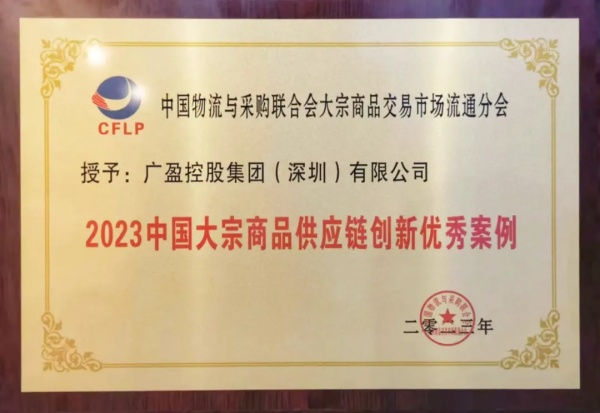 CFLP
中国物流与采购联合会大宗商品交易市场流通分会
授予：广盈控股集团（深圳）有限公司
2023中国大宗商品供应链创新优秀案例
二零 三年